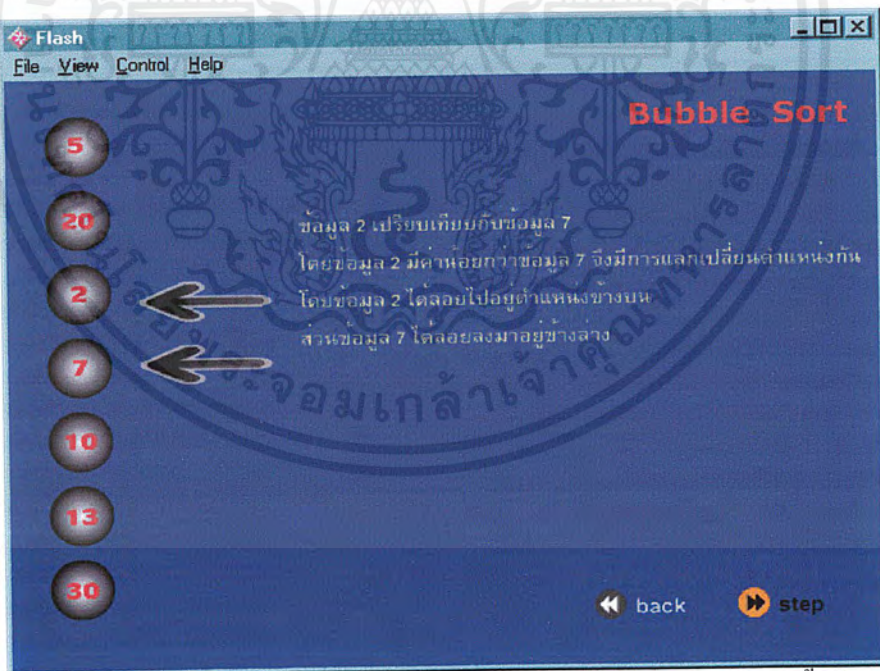 Flash
File View Control Help
Bubble Sort
5
20
2
7
10
13
30
ข้อมูล 2 เปรียบเทียบกับข้อมูล 7
โดยข้อมูล 2 มีค่าน้อยกว่าข้อมูล 7 จึงมีการแลกเปลี่ยนตำแหน่งกัน
โดยข้อมูล 2 ได้ลอยไปอยู่ตำแหน่งข้างบน
ส่วนข้อมูล 7 ได้ลอยลงมาอยู่ข้างล่าง
back
step